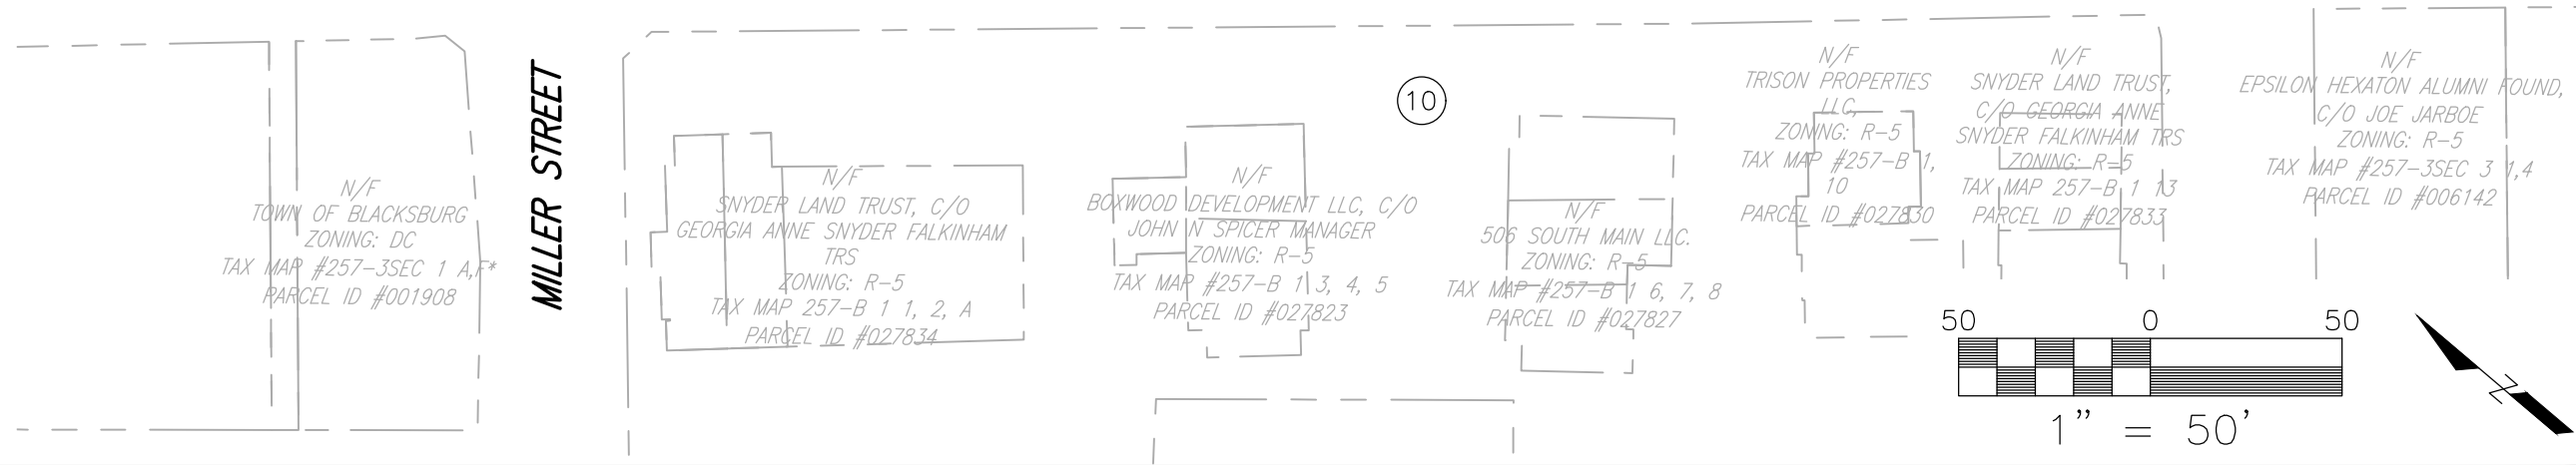 N/F
TOWN OF BLACKSBURG
ZONING: DC
TAX MAP #257-3SEC 1 A,F*
PARCEL ID #001908
MILLER STREET
N/F
SNYDER LAND TRUST, C/O
GEORGIA ANNE SNYDER FALKINHAM
TRS
ZONING: R-5
TAX MAP 257-B 1 1, 2, A
PARCEL ID #027834
N/F
BOXWOOD DEVELOPMENT LLC, C/O
JOHN N SPICER MANAGER
ZONING: R-5
TAX MAP #257-B 1 3, 4, 5
PARCEL ID #027823
10
N/F
506 SOUTH MAIN LLC.
ZONING: R-5
TAX MAP #257-B 1 6, 7, 8
PARCEL ID #027827
N/F
TRISON PROPERTIES
LLC,
ZONING: R-5
TAX MAP #257-B 1,
10
PARCEL ID #027830
N/F
SNYDER LAND TRUST,
C/O GEORGIA ANNE
SNYDER FALKINHAM TRS
ZONING: R-5
TAX MAP 257-B 1 13
PARCEL ID #027833
N/F
EPSILON HEXATON ALUMNI FOUND,
C/O JOE JARBOE
ZONING: R-5
TAX MAP #257-3SEC 3 1,4
PARCEL ID #006142
50 0 50
1" = 50'
N